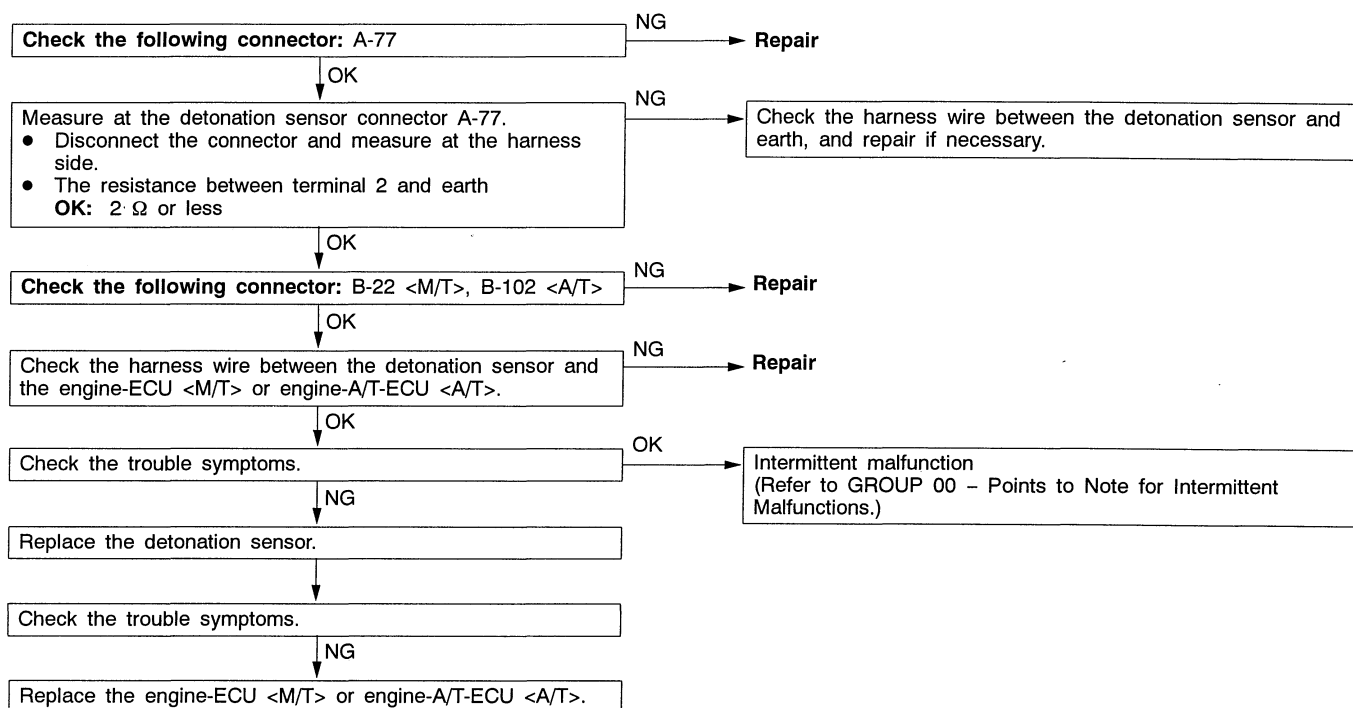 Check the following connector: A-77
NG
Repair
OK
Measure at the detonation sensor connector A-77.
● Disconnect the connector and measure at the harness
side.
● The resistance between terminal 2 and earth
OK: 2 Ω or less
NG
Check the harness wire between the detonation sensor and
earth, and repair if necessary.
OK
Check the following connector: B-22 <M/T>, B-102 <A/T>
NG
Repair
OK
Check the harness wire between the detonation sensor and
the engine-ECU <M/T> or engine-A/T-ECU <A/T>.
NG
Repair
OK
Check the trouble symptoms.
OK
Intermittent malfunction
(Refer to GROUP 00 – Points to Note for Intermittent
Malfunctions.)
NG
Replace the detonation sensor.
Check the trouble symptoms.
NG
Replace the engine-ECU <M/T> or engine-A/T-ECU <A/T>.